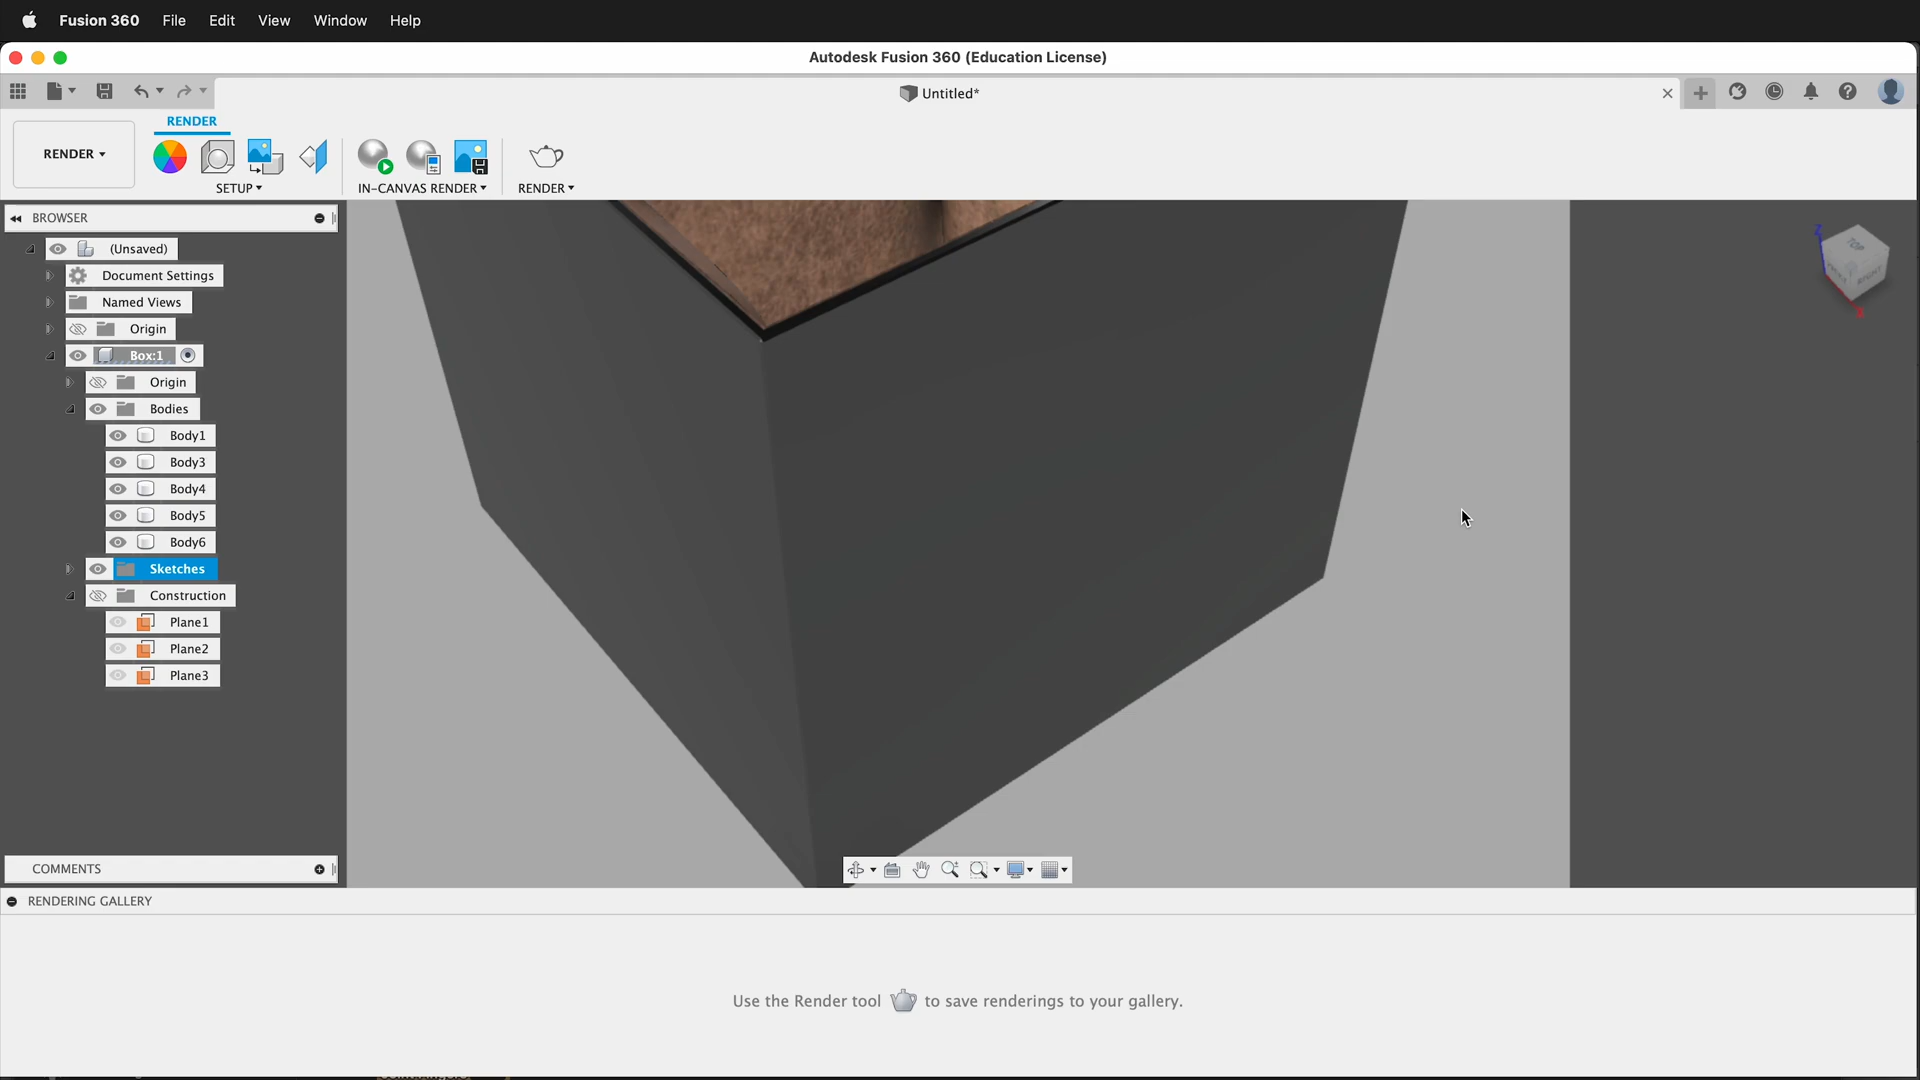 Fusion 360 File Edit View Window Help
Autodesk Fusion 360 (Education License)
Untitled*
RENDER
RENDER
SETUP
IN-CANVAS RENDER
RENDER
BROWSER
(Unsaved)
Document Settings
Named Views
Origin
Box:1
Origin
Bodies
Body1
Body3
Body4
Body5
Body6
Sketches
Construction
Plane1
Plane2
Plane3
TOP
RIGHT
Z
X
COMMENTS
RENDERING GALLERY
Use the Render tool to save renderings to your gallery.